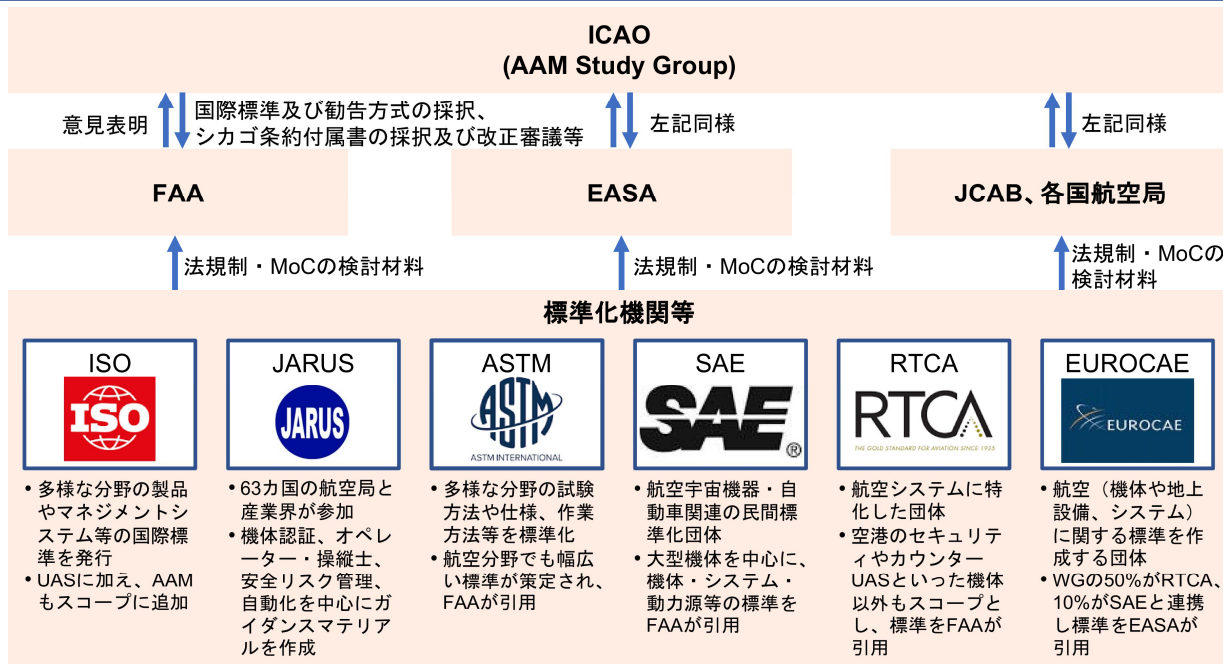 ICAO
(AAM Study Group)
意見表明
国際標準及び勧告方式の採択、
シカゴ条約付属書の採択及び改正審議等
左記同様
左記同様
FAA
EASA
JCAB、各国航空局
法規制・MoCの検討材料
法規制・MoCの検討材料
法規制・MoCの
検討材料
標準化機関等
ISO
ISO
• 多様な分野の製品
やマネジメントシ
ステム等の国際標
準を発行
• UASに加え、AAM
もスコープに追加
JARUS
JARUS
• 63カ国の航空局と
産業界が参加
• 機体認証、オペレ
ーター・操縦士、
安全リスク管理、
自動化を中心にガ
イダンスマテリア
ルを作成
ASTM
ASTM
ASTM INTERNATIONAL
• 多様な分野の試験
方法や仕様、作業
方法等を標準化
• 航空分野でも幅広
い標準が策定され、
FAAが引用
SAE
SAE®
• 航空宇宙機器・自
動車関連の民間標
準化団体
• 大型機体を中心に、
機体・システム・
動力源等の標準を
FAAが引用
RTCA
RTCA
THE GOLD STANDARD FOR AVIATION SINCE 1935
• 航空システムに特
化した団体
• 空港のセキュリテ
ィやカウンター
UASといった機体
以外もスコープと
し、標準をFAAが
引用
EUROCAE
EUROCAE
• 航空（機体や地上
設備、システム）
に関する標準を作
成する団体
• WGの50%がRTCA、
10%がSAEと連携
し標準をEASAが
引用